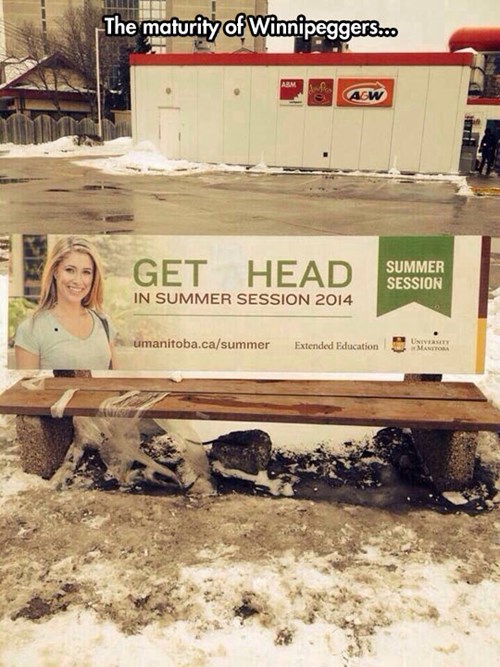 The maturity of Winnipeggers...
ABM
A&W
GET HEAD
IN SUMMER SESSION 2014
SUMMER
SESSION
umanitoba.ca/summer
Extended Education
UNIVERSITY
OF MANITOBA